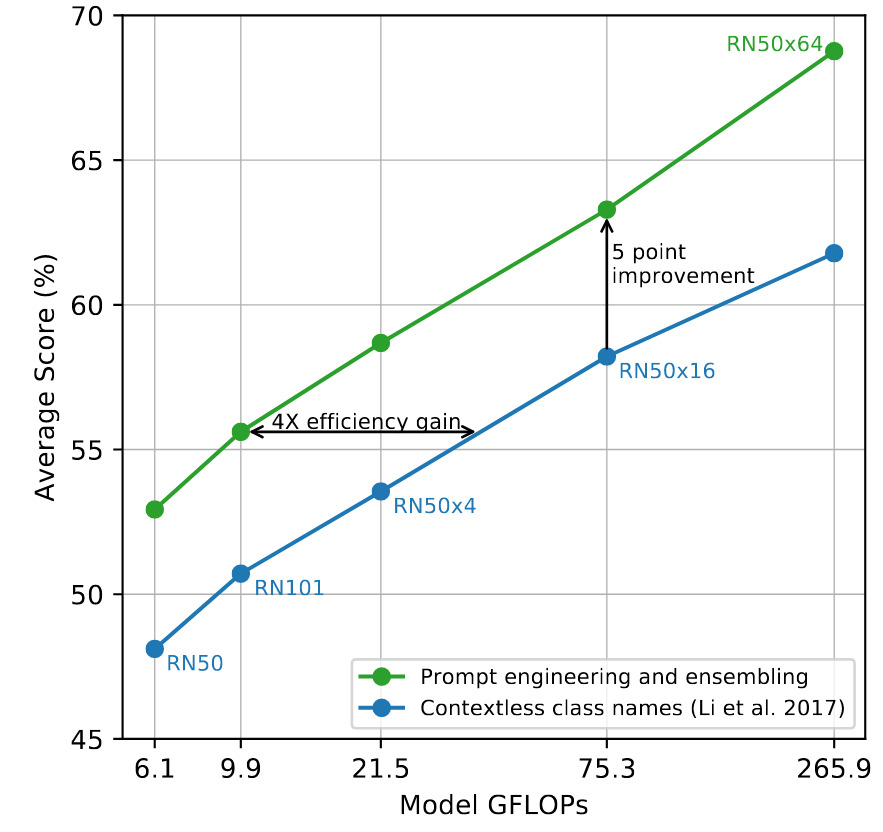 70
65
60
55
50
45
Average Score (%)
RN50x64
5 point
improvement
RN50x16
4X efficiency gain
RN50x4
RN101
RN50
Prompt engineering and ensembling
Contextless class names (Li et al. 2017)
6.1 9.9 21.5 75.3 265.9
Model GFLOPs